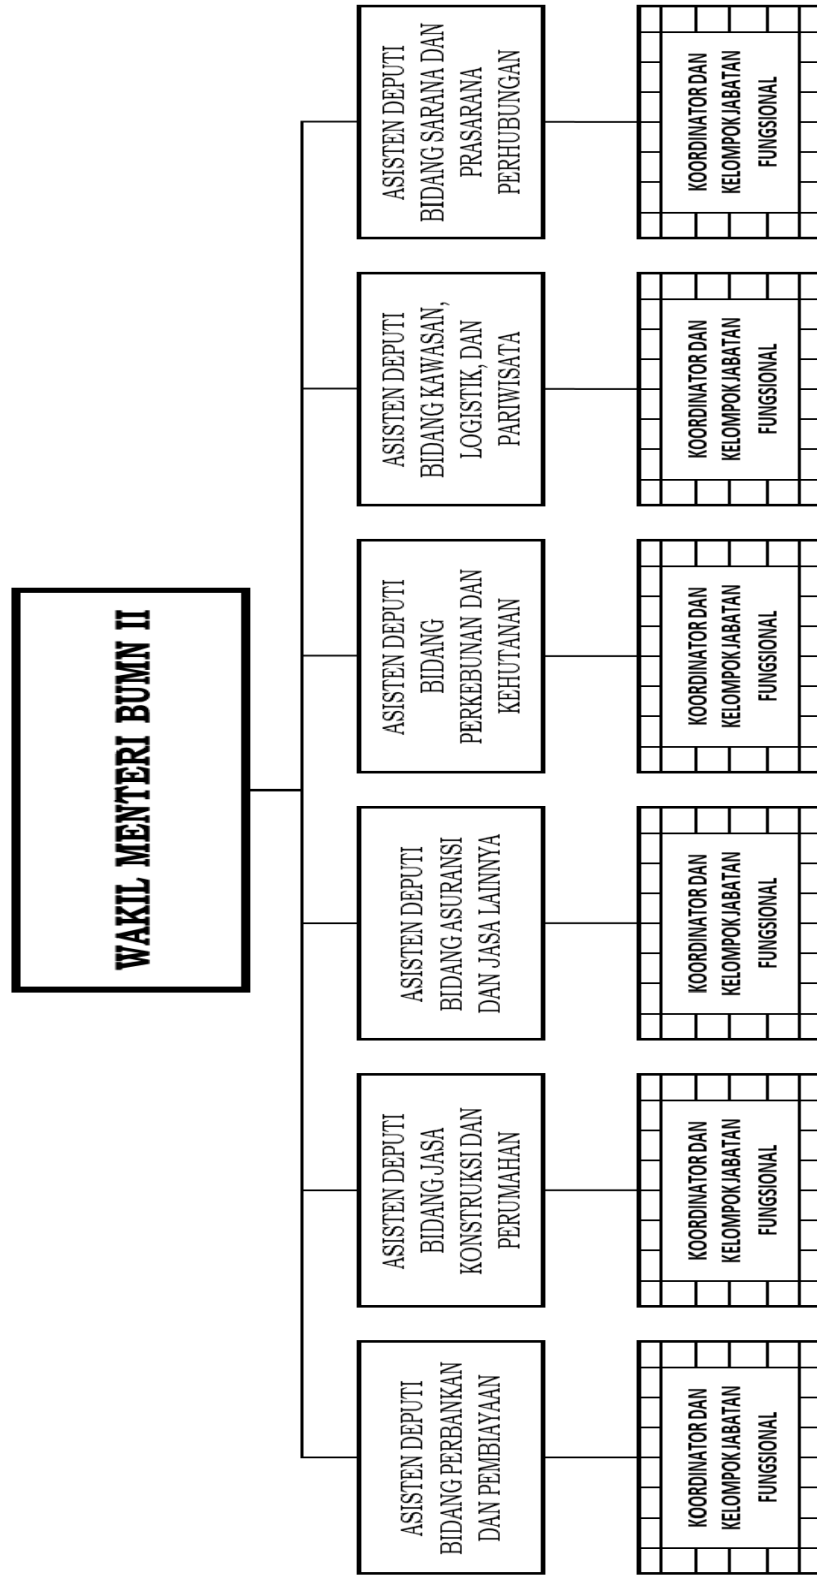 WAKIL MENTERI BUMN II
ASISTEN DEPUTI
BIDANG PERBANKAN
DAN PEMBIAYAAN
ASISTEN DEPUTI
BIDANG JASA
KONSTRUKSI DAN
PERUMAHAN
ASISTEN DEPUTI
BIDANG ASURANSI
DAN JASA LAINNYA
ASISTEN DEPUTI
BIDANG
PERKEBUNAN DAN
KEHUTANAN
ASISTEN DEPUTI
BIDANG KAWASAN,
LOGISTIK, DAN
PARIWISATA
ASISTEN DEPUTI
BIDANG SARANA DAN
PRASARANA
PERHUBUNGAN
KOORDINATOR DAN
KELOMPOK JABATAN
FUNGSIONAL
KOORDINATOR DAN
KELOMPOK JABATAN
FUNGSIONAL
KOORDINATOR DAN
KELOMPOK JABATAN
FUNGSIONAL
KOORDINATOR DAN
KELOMPOK JABATAN
FUNGSIONAL
KOORDINATOR DAN
KELOMPOK JABATAN
FUNGSIONAL
KOORDINATOR DAN
KELOMPOK JABATAN
FUNGSIONAL